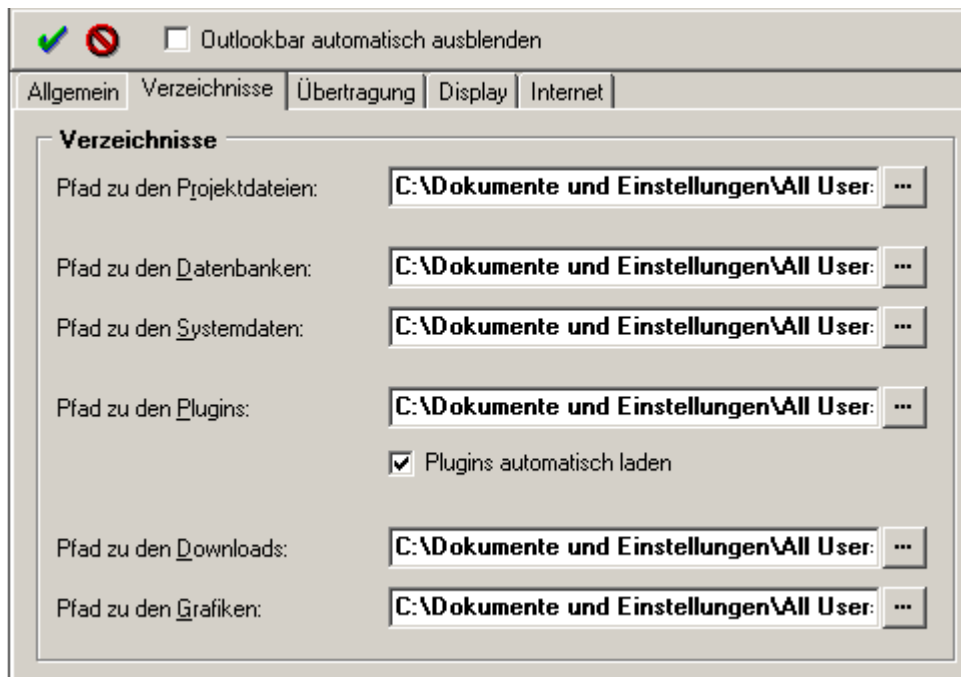 Outlookbar automatisch ausblenden
Allgemein Verzeichnisse Übertragung Display Internet
Verzeichnisse
Pfad zu den Projektdateien: C:\Dokumente und Einstellungen\All User ...
Pfad zu den Datenbanken: C:\Dokumente und Einstellungen\All User ...
Pfad zu den Systemdaten: C:\Dokumente und Einstellungen\All User ...
Pfad zu den Plugins: C:\Dokumente und Einstellungen\All User ...
Plugins automatisch laden
Pfad zu den Downloads: C:\Dokumente und Einstellungen\All User ...
Pfad zu den Grafiken: C:\Dokumente und Einstellungen\All User ...